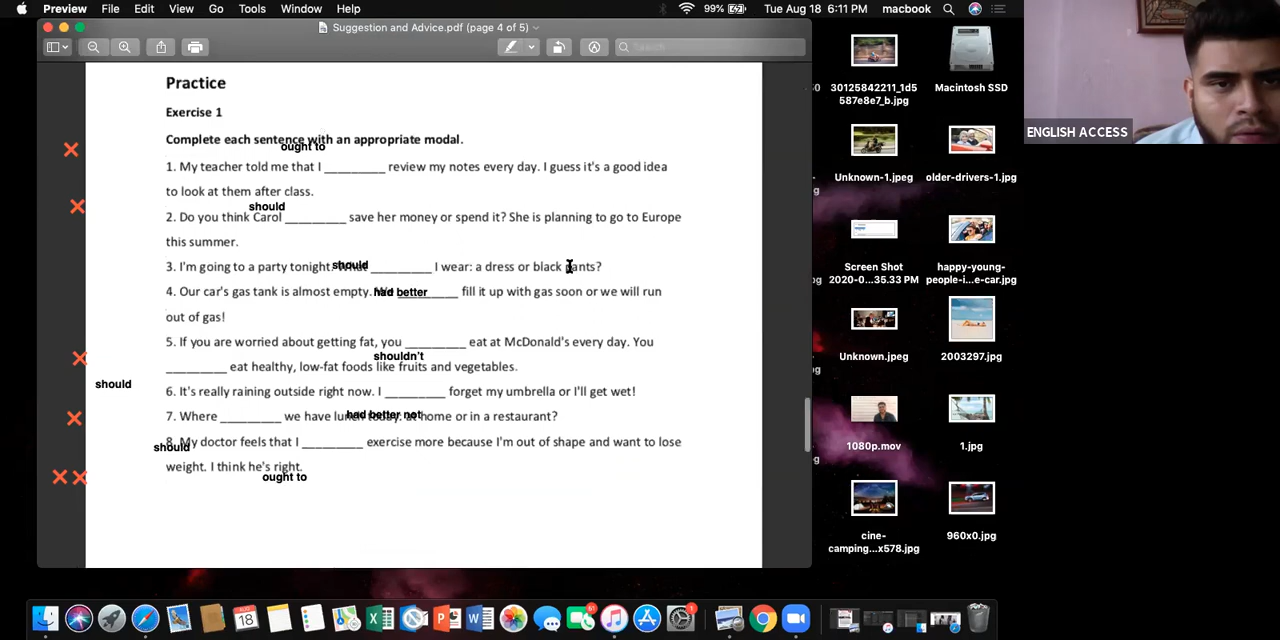 Preview File Edit View Go Tools Window Help 99% Tue Aug 18 6:11 PM macbook
Suggestion and Advice.pdf (page 4 of 5)
Search
Practice
Exercise 1
Complete each sentence with an appropriate modal.
ought to
1. My teacher told me that I _________ review my notes every day. I guess it's a good idea
to look at them after class.
should
2. Do you think Carol _________ save her money or spend it? She is planning to go to Europe
this summer.
should
3. I'm going to a party tonight. What _________ I wear: a dress or black pants?
had better
4. Our car's gas tank is almost empty. We _________ fill it up with gas soon or we will run
out of gas!
5. If you are worried about getting fat, you _________ eat at McDonald's every day. You
shouldn't
_________ eat healthy, low-fat foods like fruits and vegetables.
should
6. It's really raining outside right now. I _________ forget my umbrella or I'll get wet!
had better not
7. Where _________ we have lunch today: at home or in a restaurant?
8. My doctor feels that I _________ exercise more because I'm out of shape and want to lose
should
weight. I think he's right.
ought to
30125842211_1d5
587e8e7_b.jpg
Macintosh SSD
Unknown-1.jpeg
older-drivers-1.jpg
Screen Shot
2020-0...35.33 PM
happy-young-
people-i...e-car.jpg
Unknown.jpeg
2003297.jpg
1080p.mov
1.jpg
cine-
camping...x578.jpg
960x0.jpg
ENGLISH ACCESS
AUG
18